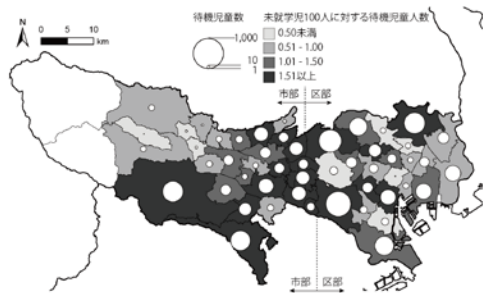 N
0 5 10
km
待機児童数
1,000
10
1
未就学児100人に対する待機児童人数
0.50未満
0.51 - 1.00
1.01 - 1.50
1.51以上
市部 区部
市部 区部